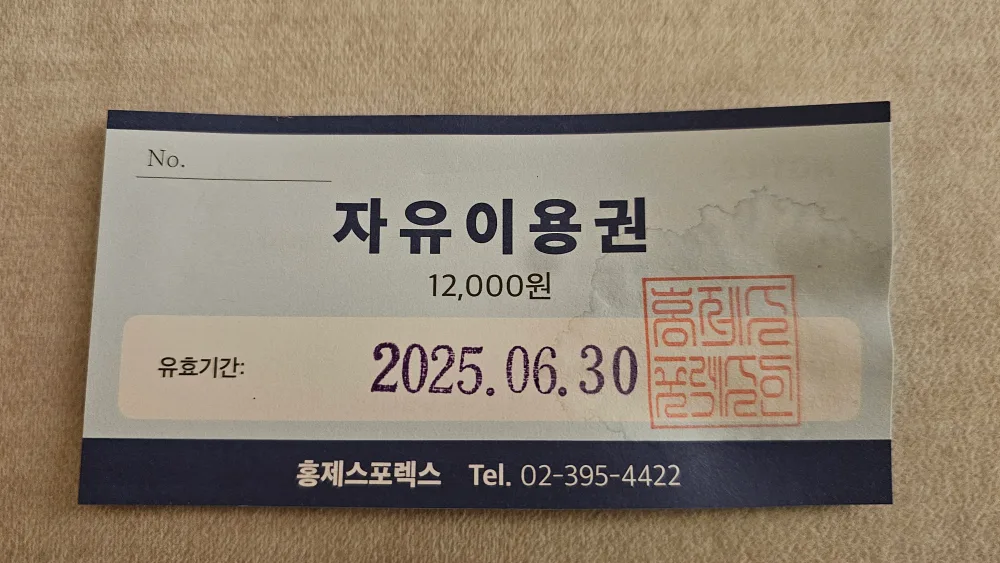 No.
자유이용권
12,000원
유효기간: 2025.06.30
홍제스포렉스 Tel. 02-395-4422